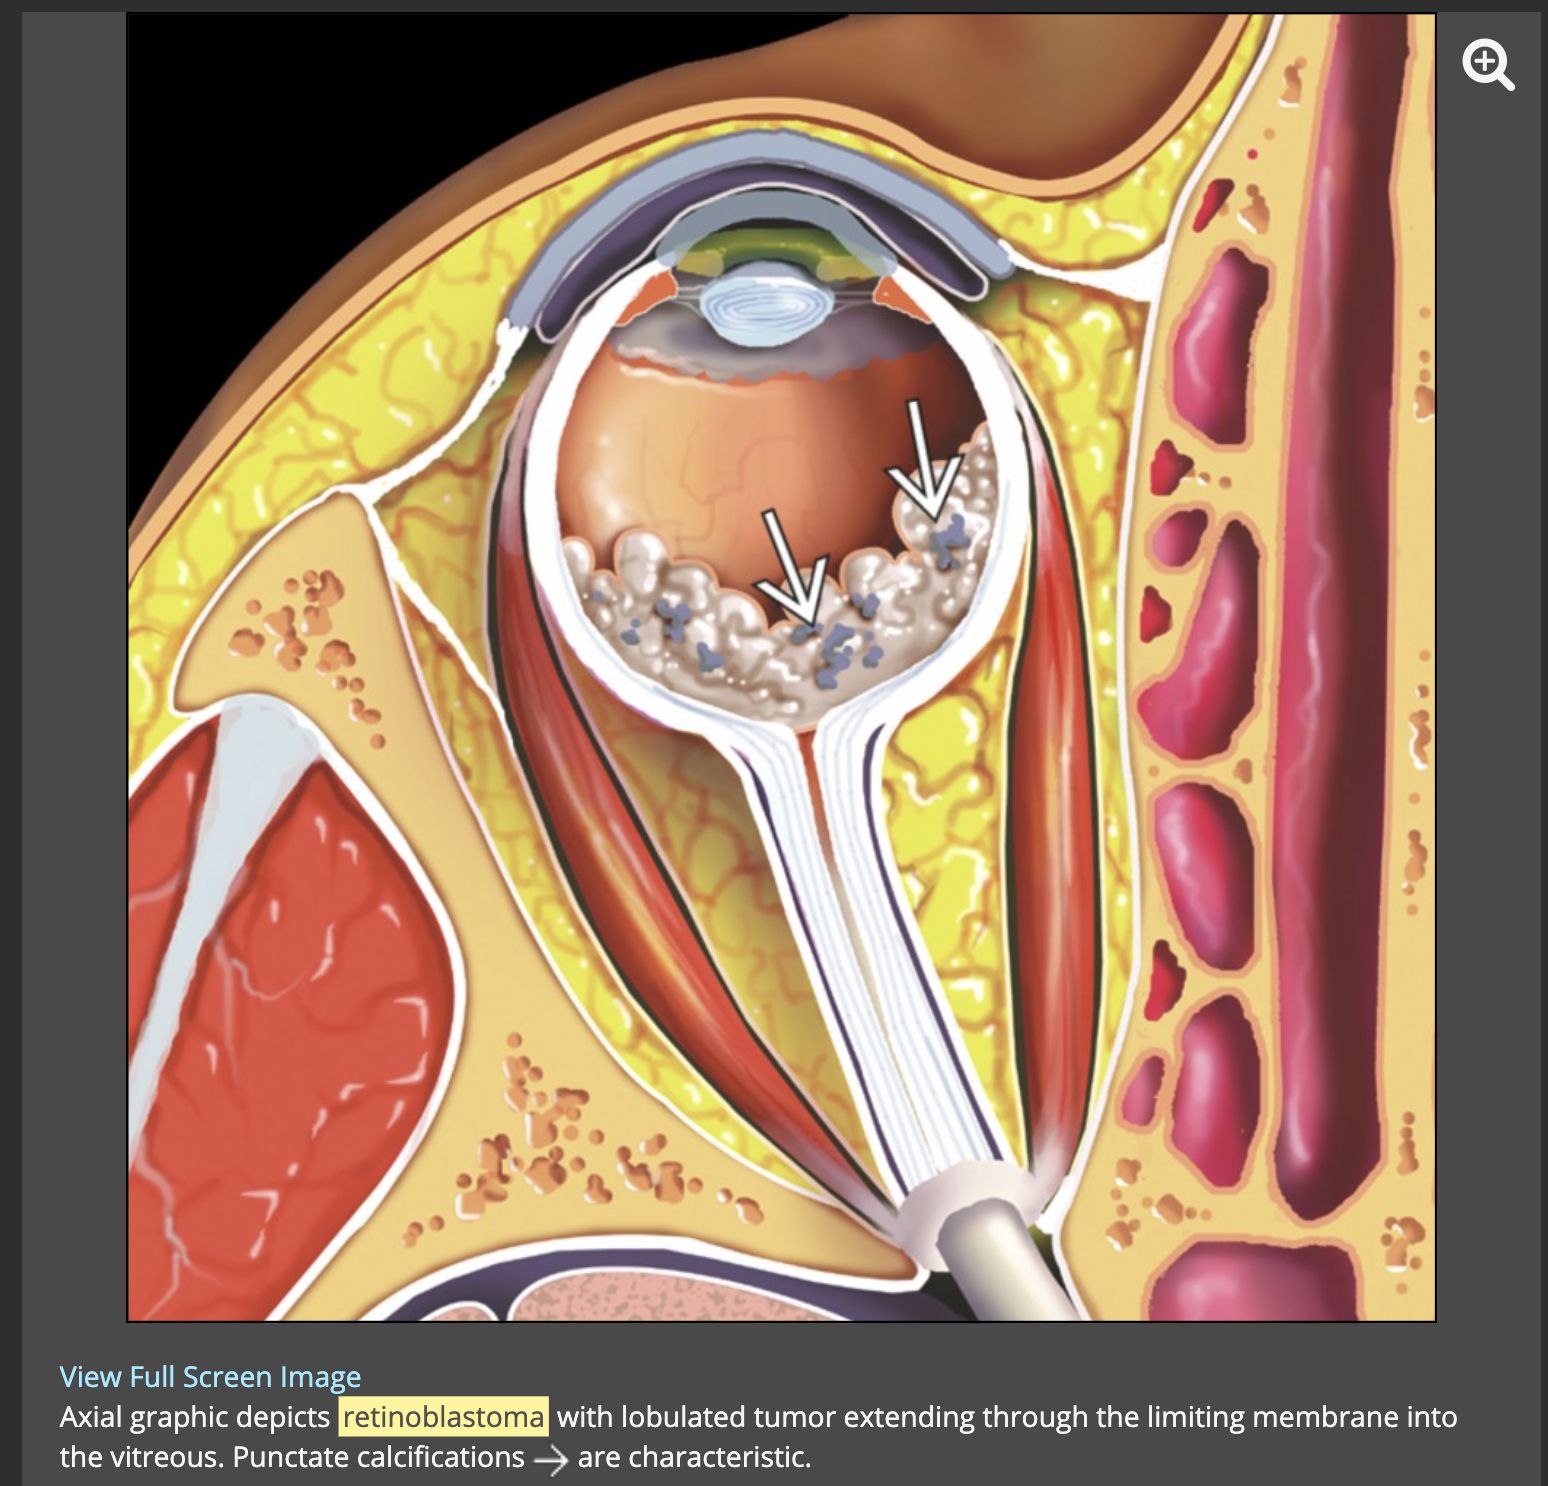 View Full Screen Image
Axial graphic depicts retinoblastoma with lobulated tumor extending through the limiting membrane into
the vitreous. Punctate calcifications → are characteristic.